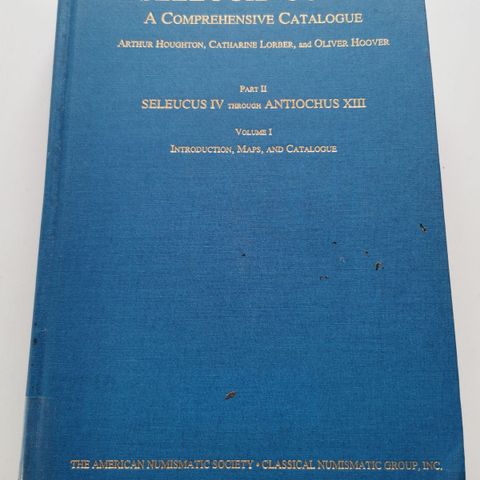 A COMPREHENSIVE CATALOGUE
ARTHUR HOUGHTON, CATHARINE LORBER, AND OLIVER HOOVER
PART II
SELEUCUS IV THROUGH ANTIOCHUS XIII
VOLUME I
INTRODUCTION, MAPS, AND CATALOGUE
THE AMERICAN NUMISMATIC SOCIETY • CLASSICAL NUMISMATIC GROUP, INC.